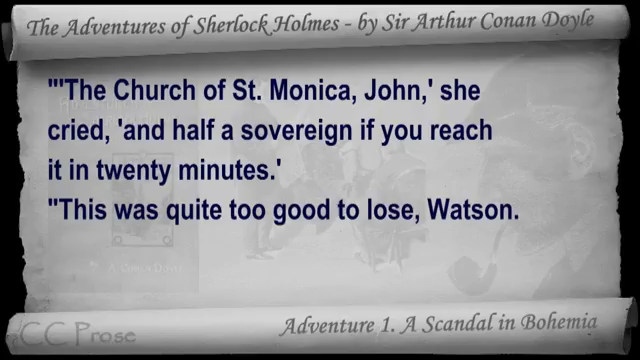 The Adventures of Sherlock Holmes - by Sir Arthur Conan Doyle
"'The Church of St. Monica, John,' she
cried, 'and half a sovereign if you reach
it in twenty minutes.'
"This was quite too good to lose, Watson.
CC Prose
Adventure 1. A Scandal in Bohemia